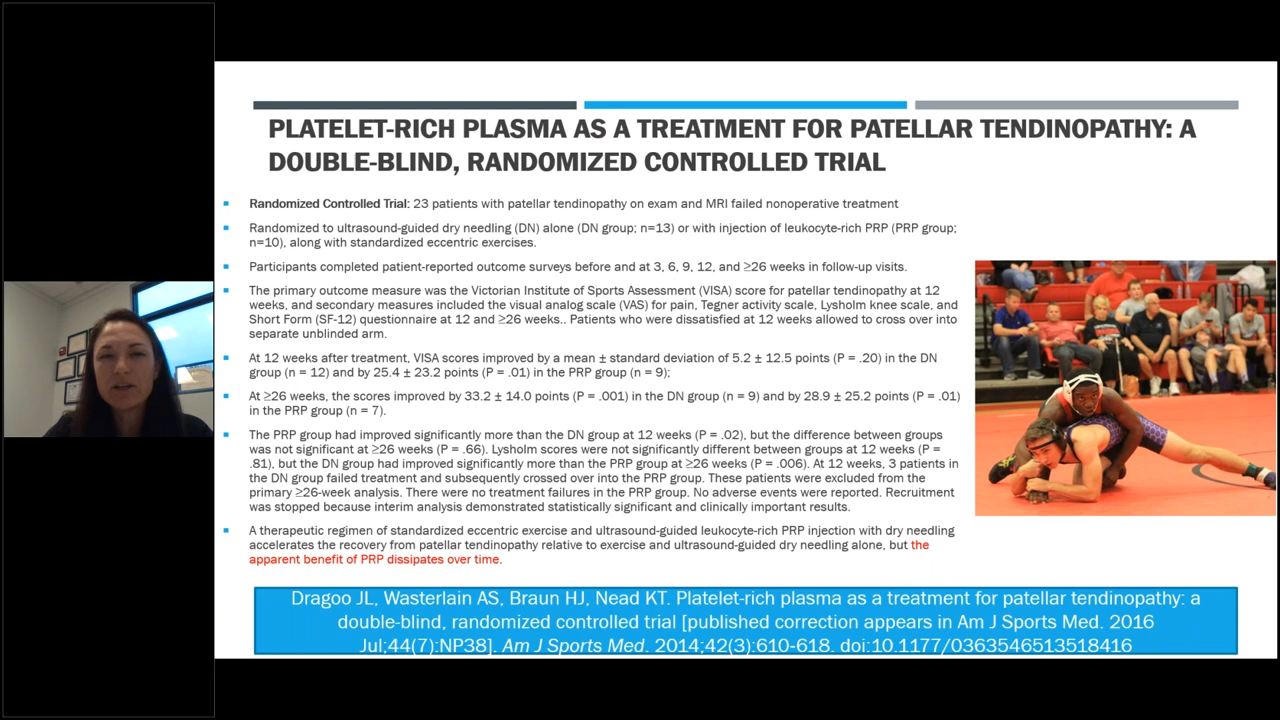 PLATELET-RICH PLASMA AS A TREATMENT FOR PATELLAR TENDINOPATHY: A
DOUBLE-BLIND, RANDOMIZED CONTROLLED TRIAL
Randomized Controlled Trial: 23 patients with patellar tendinopathy on exam and MRI failed nonoperative treatment
Randomized to ultrasound-guided dry needling (DN) alone (DN group; n=13) or with injection of leukocyte-rich PRP (PRP group;
n=10), along with standardized eccentric exercises.
Participants completed patient-reported outcome surveys before and at 3, 6, 9, 12, and ≥26 weeks in follow-up visits.
The primary outcome measure was the Victorian Institute of Sports Assessment (VISA) score for patellar tendinopathy at 12
weeks, and secondary measures included the visual analog scale (VAS) for pain, Tegner activity scale, Lysholm knee scale, and
Short Form (SF-12) questionnaire at 12 and ≥26 weeks.. Patients who were dissatisfied at 12 weeks allowed to cross over into
separate unblinded arm.
At 12 weeks after treatment, VISA scores improved by a mean ± standard deviation of 5.2 ± 12.5 points (P = .20) in the DN
group (n = 12) and by 25.4 ± 23.2 points (P = .01) in the PRP group (n = 9);
At ≥26 weeks, the scores improved by 33.2 ± 14.0 points (P = .001) in the DN group (n = 9) and by 28.9 ± 25.2 points (P = .01)
in the PRP group (n = 7).
The PRP group had improved significantly more than the DN group at 12 weeks (P = .02), but the difference between groups
was not significant at ≥26 weeks (P = .66). Lysholm scores were not significantly different between groups at 12 weeks (P =
.81), but the DN group had improved significantly more than the PRP group at ≥26 weeks (P = .006). At 12 weeks, 3 patients in
the DN group failed treatment and subsequently crossed over into the PRP group. These patients were excluded from the
primary ≥26-week analysis. There were no treatment failures in the PRP group. No adverse events were reported. Recruitment
was stopped because interim analysis demonstrated statistically significant and clinically important results.
A therapeutic regimen of standardized eccentric exercise and ultrasound-guided leukocyte-rich PRP injection with dry needling
accelerates the recovery from patellar tendinopathy relative to exercise and ultrasound-guided dry needling alone, but the
apparent benefit of PRP dissipates over time.
Dragoo JL, Wasterlain AS, Braun HJ, Nead KT. Platelet-rich plasma as a treatment for patellar tendinopathy: a
double-blind, randomized controlled trial [published correction appears in Am J Sports Med. 2016
Jul;44(7):NP38]. Am J Sports Med. 2014;42(3):610-618. doi:10.1177/0363546513518416